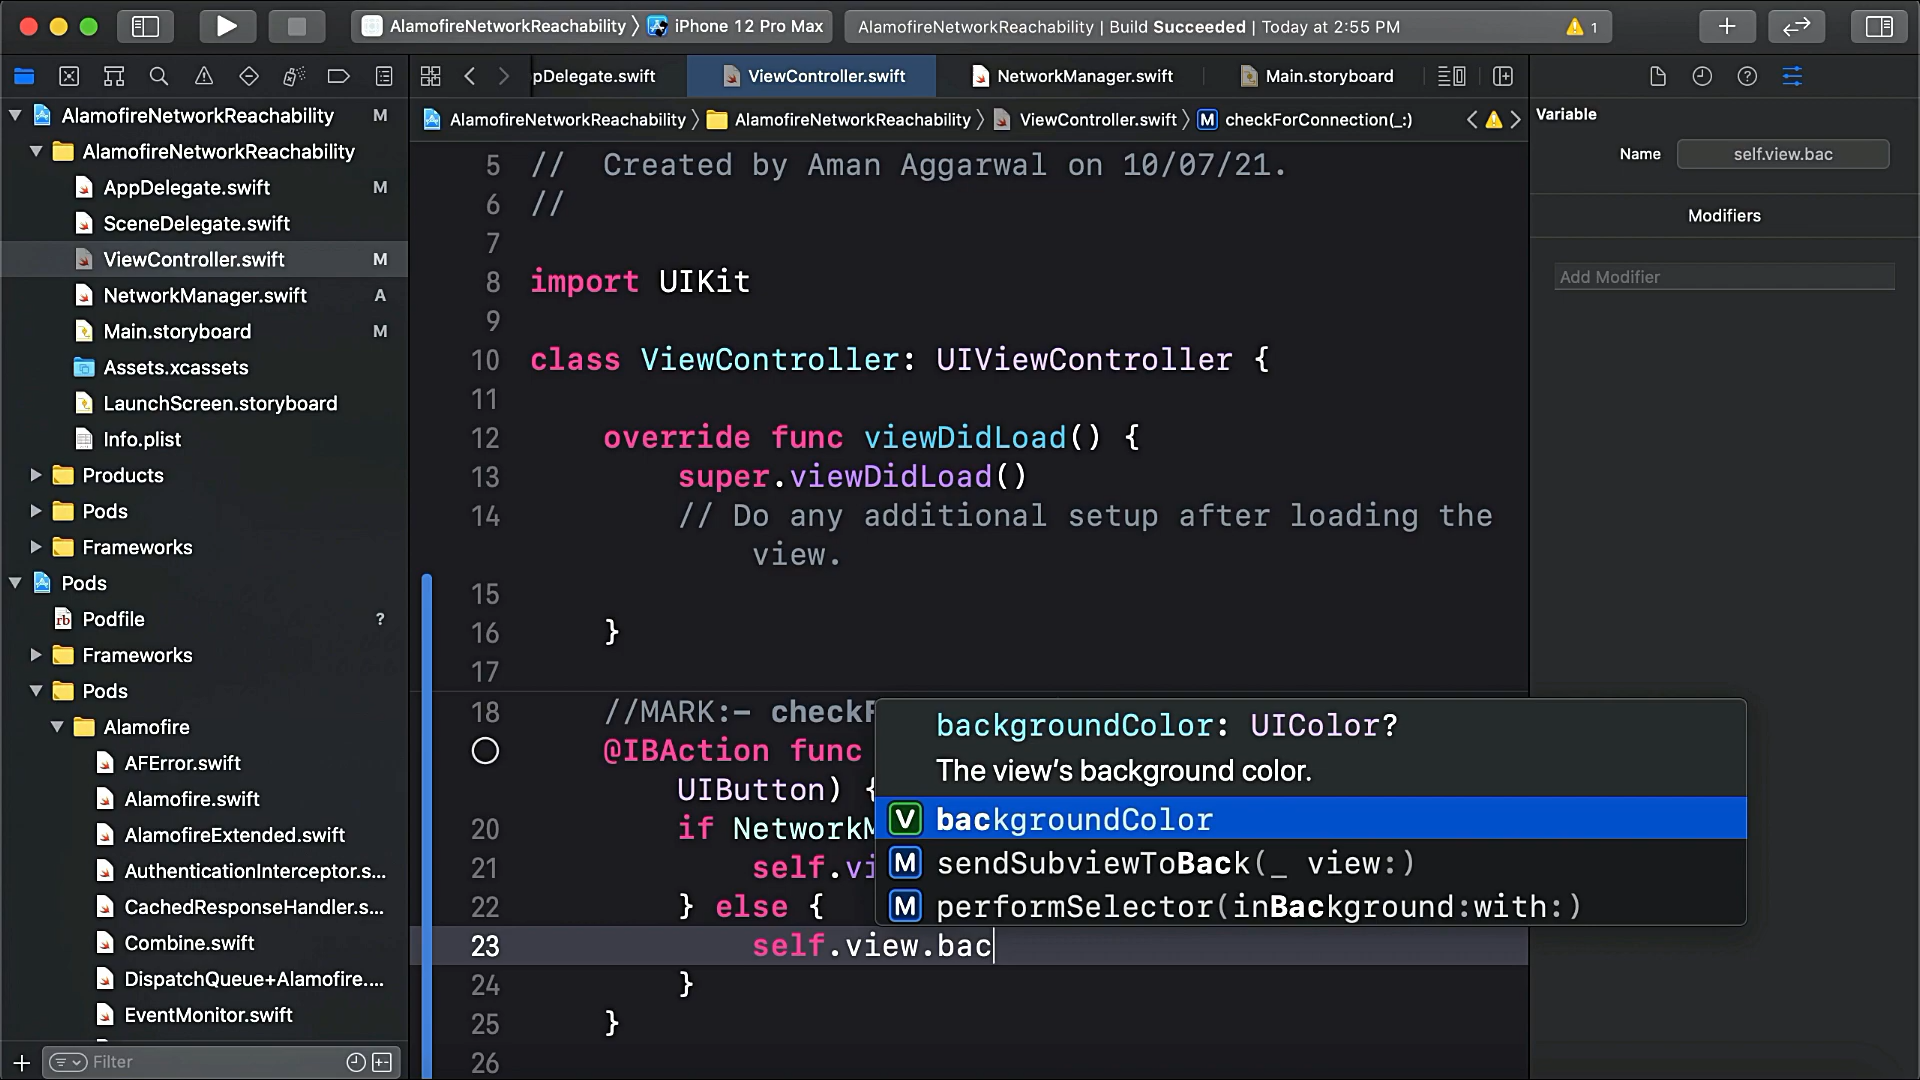 AlamofireNetworkReachability 〉 iPhone 12 Pro Max
AlamofireNetworkReachability | Build Succeeded | Today at 2:55 PM
1
pDelegate.swift
ViewController.swift
NetworkManager.swift
Main.storyboard
AlamofireNetworkReachability M
AlamofireNetworkReachability
AppDelegate.swift M
SceneDelegate.swift
ViewController.swift M
NetworkManager.swift A
Main.storyboard M
Assets.xcassets
LaunchScreen.storyboard
Info.plist
Products
Pods
Frameworks
Pods
rb Podfile ?
Frameworks
Pods
Alamofire
AFError.swift
Alamofire.swift
AlamofireExtended.swift
AuthenticationInterceptor.s...
CachedResponseHandler.s...
Combine.swift
DispatchQueue+Alamofire....
EventMonitor.swift
Filter
AlamofireNetworkReachability 〉 AlamofireNetworkReachability 〉 ViewController.swift 〉 M checkForConnection(_:)
5 //  Created by Aman Aggarwal on 10/07/21.
6 //
7
8 import UIKit
9
10 class ViewController: UIViewController {
11
12 override func viewDidLoad() {
13 super.viewDidLoad()
14 // Do any additional setup after loading the
view.
15
16 }
17
18 //MARK:- checkF
@IBAction func
UIButton) {
20 if NetworkM
21 self.vi
22 } else {
23 self.view.bac
24 }
25 }
26
backgroundColor: UIColor?
The view's background color.
V backgroundColor
M sendSubviewToBack(_ view:)
M performSelector(inBackground:with:)
Variable
Name self.view.bac
Modifiers
Add Modifier